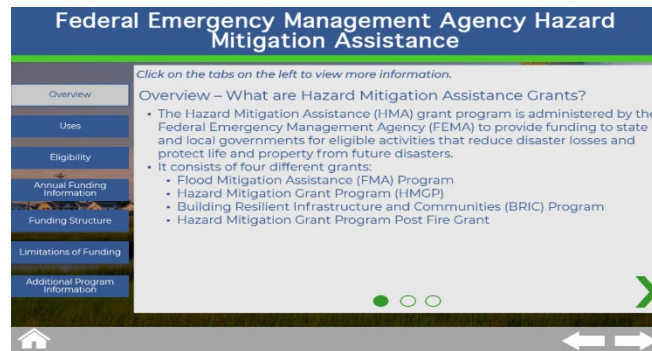 Federal Emergency Management Agency Hazard
Mitigation Assistance
Click on the tabs on the left to view more information.
Overview
Uses
Eligibility
Annual Funding
Information
Funding Structure
Limitations of Funding
Additional Program
Information
Overview – What are Hazard Mitigation Assistance Grants?
• The Hazard Mitigation Assistance (HMA) grant program is administered by the
Federal Emergency Management Agency (FEMA) to provide funding to state
and local governments for eligible activities that reduce disaster losses and
protect life and property from future disasters.
• It consists of four different grants:
• Flood Mitigation Assistance (FMA) Program
• Hazard Mitigation Grant Program (HMGP)
• Building Resilient Infrastructure and Communities (BRIC) Program
• Hazard Mitigation Grant Program Post Fire Grant